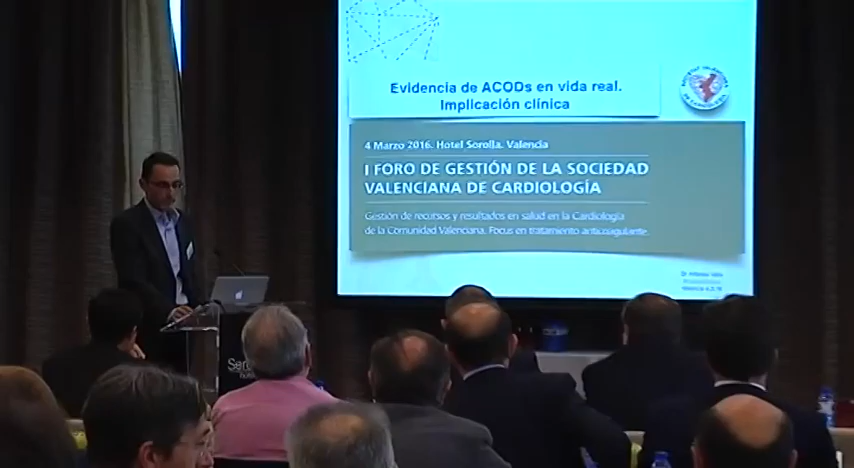 Evidencia de ACODs en vida real.
Implicación clínica
4 Marzo 2016. Hotel Sorolla. Valencia
I FORO DE GESTIÓN DE LA SOCIEDAD
VALENCIANA DE CARDIOLOGÍA
Gestión de recursos y resultados en salud en la Cardiología
de la Comunidad Valenciana. Focus en tratamiento anticoagulante.